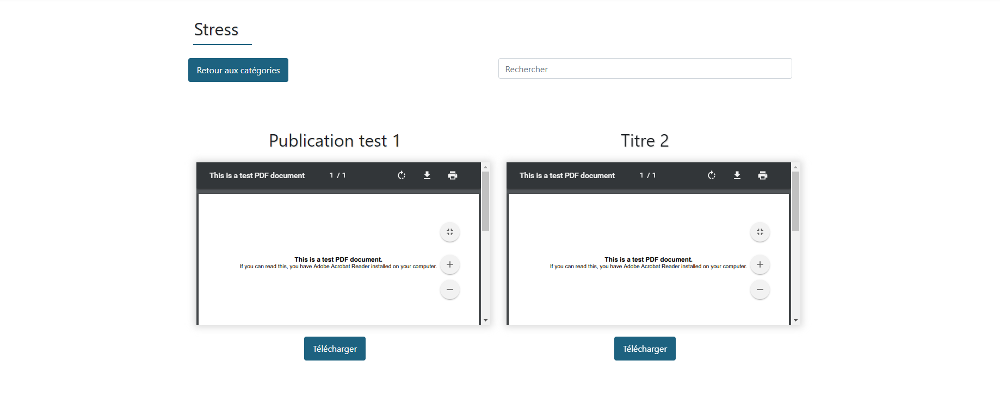 Stress
Retour aux catégories
Rechercher
Publication test 1
Titre 2
This is a test PDF document 1 / 1
This is a test PDF document 1 / 1
This is a test PDF document.
If you can read this, you have Adobe Acrobat Reader installed on your computer.
This is a test PDF document.
If you can read this, you have Adobe Acrobat Reader installed on your computer.
Télécharger
Télécharger